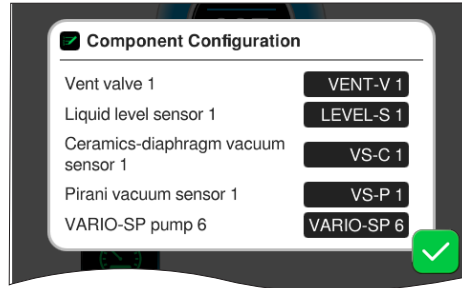 Component Configuration
Vent valve 1 VENT-V 1
Liquid level sensor 1 LEVEL-S 1
Ceramics-diaphragm vacuum
sensor 1 VS-C 1
Pirani vacuum sensor 1 VS-P 1
VARIO-SP pump 6 VARIO-SP 6